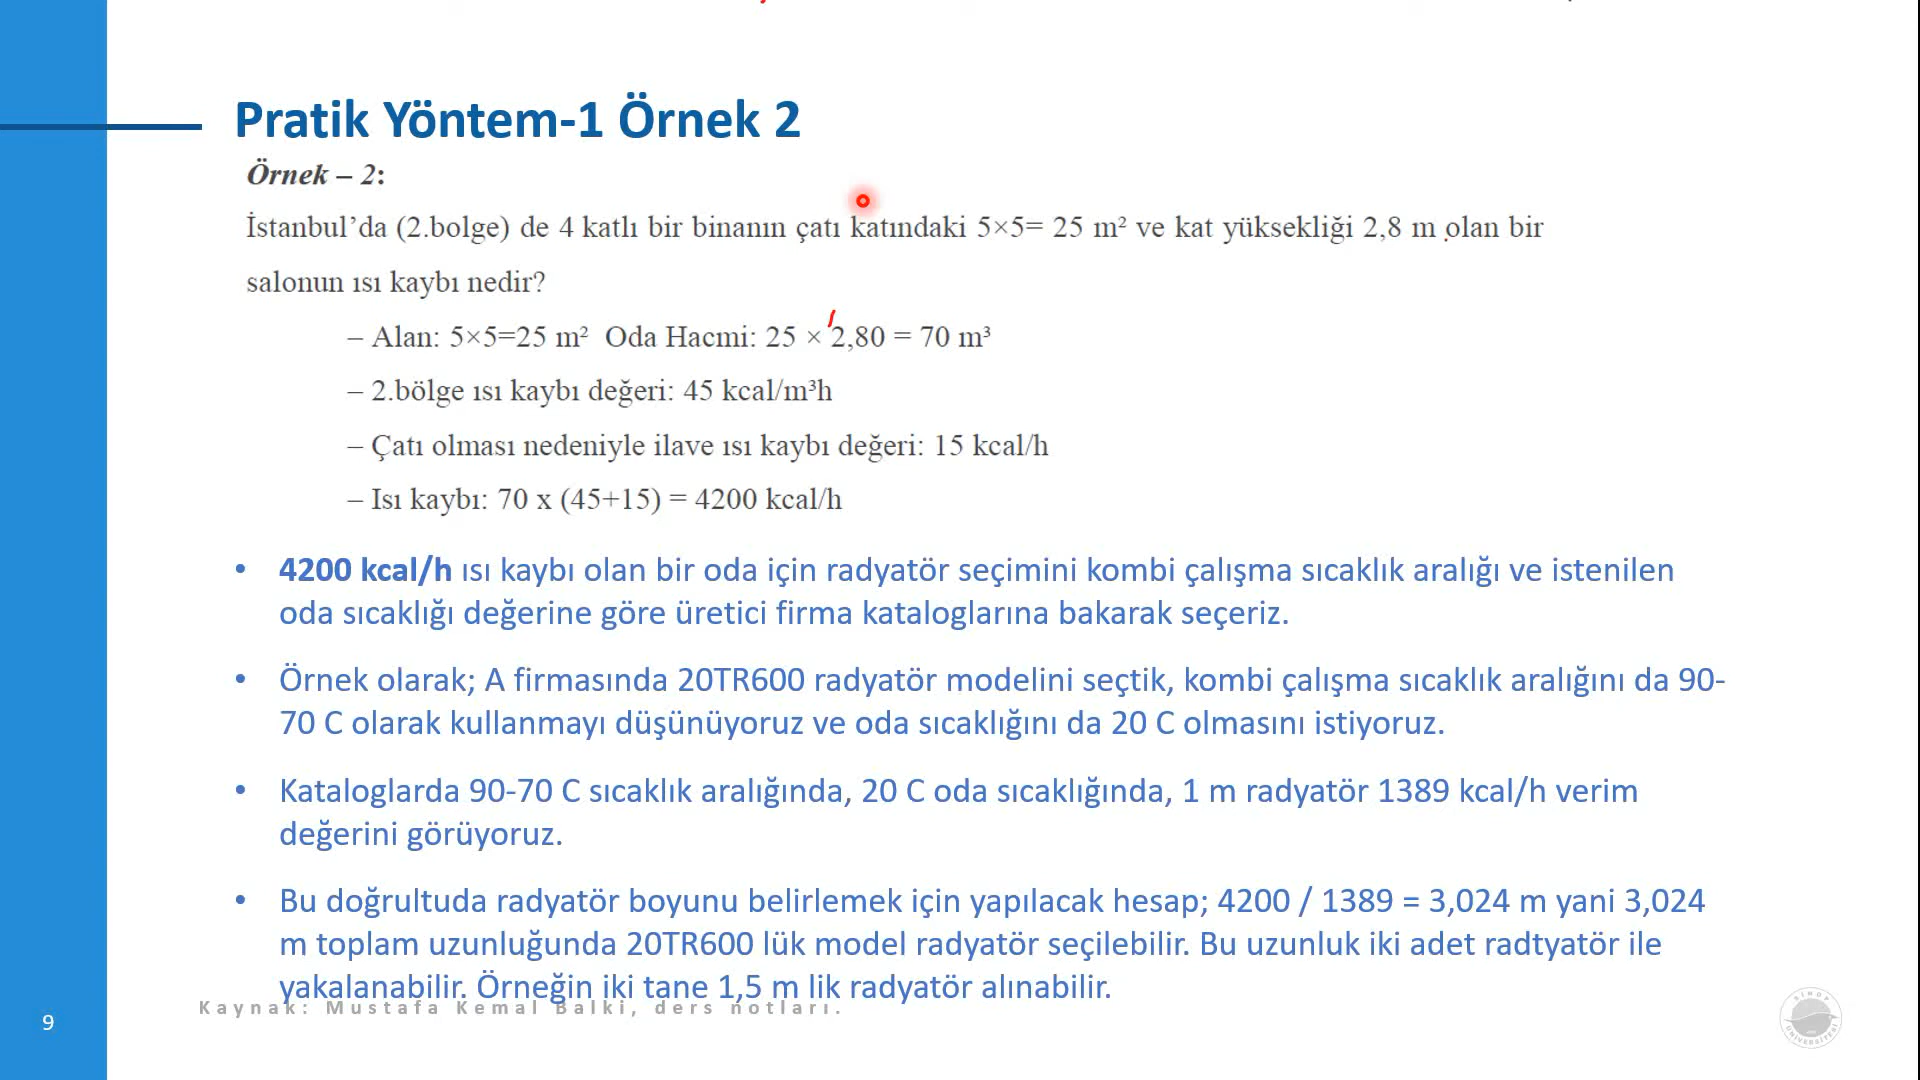 Pratik Yöntem-1 Örnek 2
Örnek – 2:
İstanbul’da (2.bolge) de 4 katlı bir binanın çatı katındaki 5×5= 25 m² ve kat yüksekliği 2,8 m olan bir
salonun ısı kaybı nedir?
– Alan: 5×5=25 m² Oda Hacmi: 25 × 2,80 = 70 m³
– 2.bölge ısı kaybı değeri: 45 kcal/m³h
– Çatı olması nedeniyle ilave ısı kaybı değeri: 15 kcal/h
– Isı kaybı: 70 x (45+15) = 4200 kcal/h
• 4200 kcal/h ısı kaybı olan bir oda için radyatör seçimini kombi çalışma sıcaklık aralığı ve istenilen
oda sıcaklığı değerine göre üretici firma kataloglarına bakarak seçeriz.
• Örnek olarak; A firmasında 20TR600 radyatör modelini seçtik, kombi çalışma sıcaklık aralığını da 90-
70 C olarak kullanmayı düşünüyoruz ve oda sıcaklığını da 20 C olmasını istiyoruz.
• Kataloglarda 90-70 C sıcaklık aralığında, 20 C oda sıcaklığında, 1 m radyatör 1389 kcal/h verim
değerini görüyoruz.
• Bu doğrultuda radyatör boyunu belirlemek için yapılacak hesap; 4200 / 1389 = 3,024 m yani 3,024
m toplam uzunluğunda 20TR600 lük model radyatör seçilebilir. Bu uzunluk iki adet radtyatör ile
yakalanabilir. Örneğin iki tane 1,5 m lik radyatör alınabilir.
Kaynak: Mustafa Kemal Balki, ders notları.
9
SİNOP
ÜNİVERSİTESİ